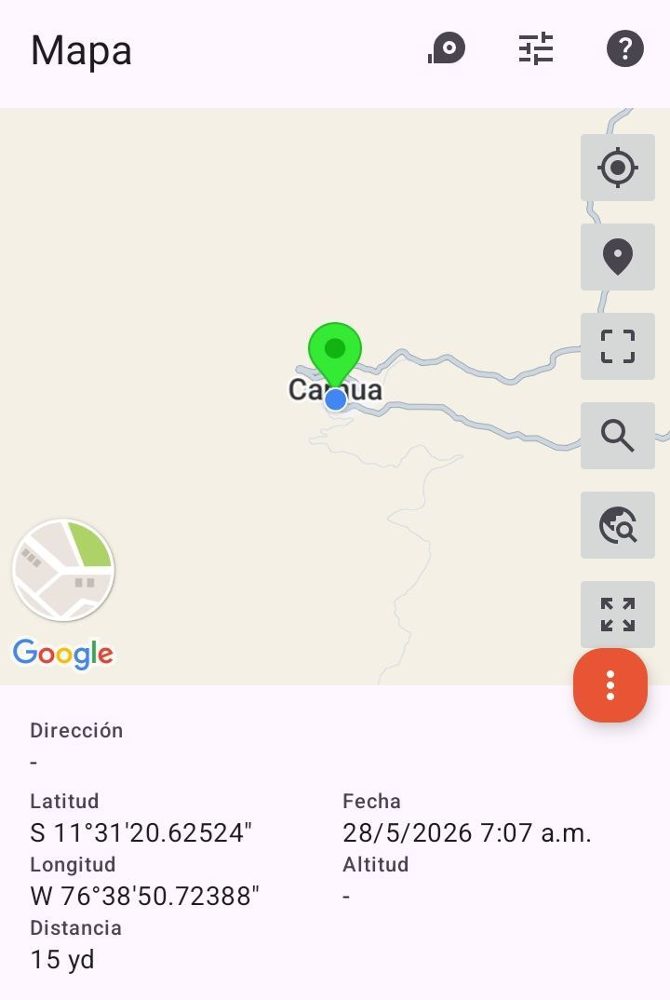 Mapa
Google
Dirección
-
Latitud
S 11°31'20.62524"
Fecha
28/5/2026 7:07 a.m.
Longitud
W 76°38'50.72388"
Altitud
-
Distancia
15 yd